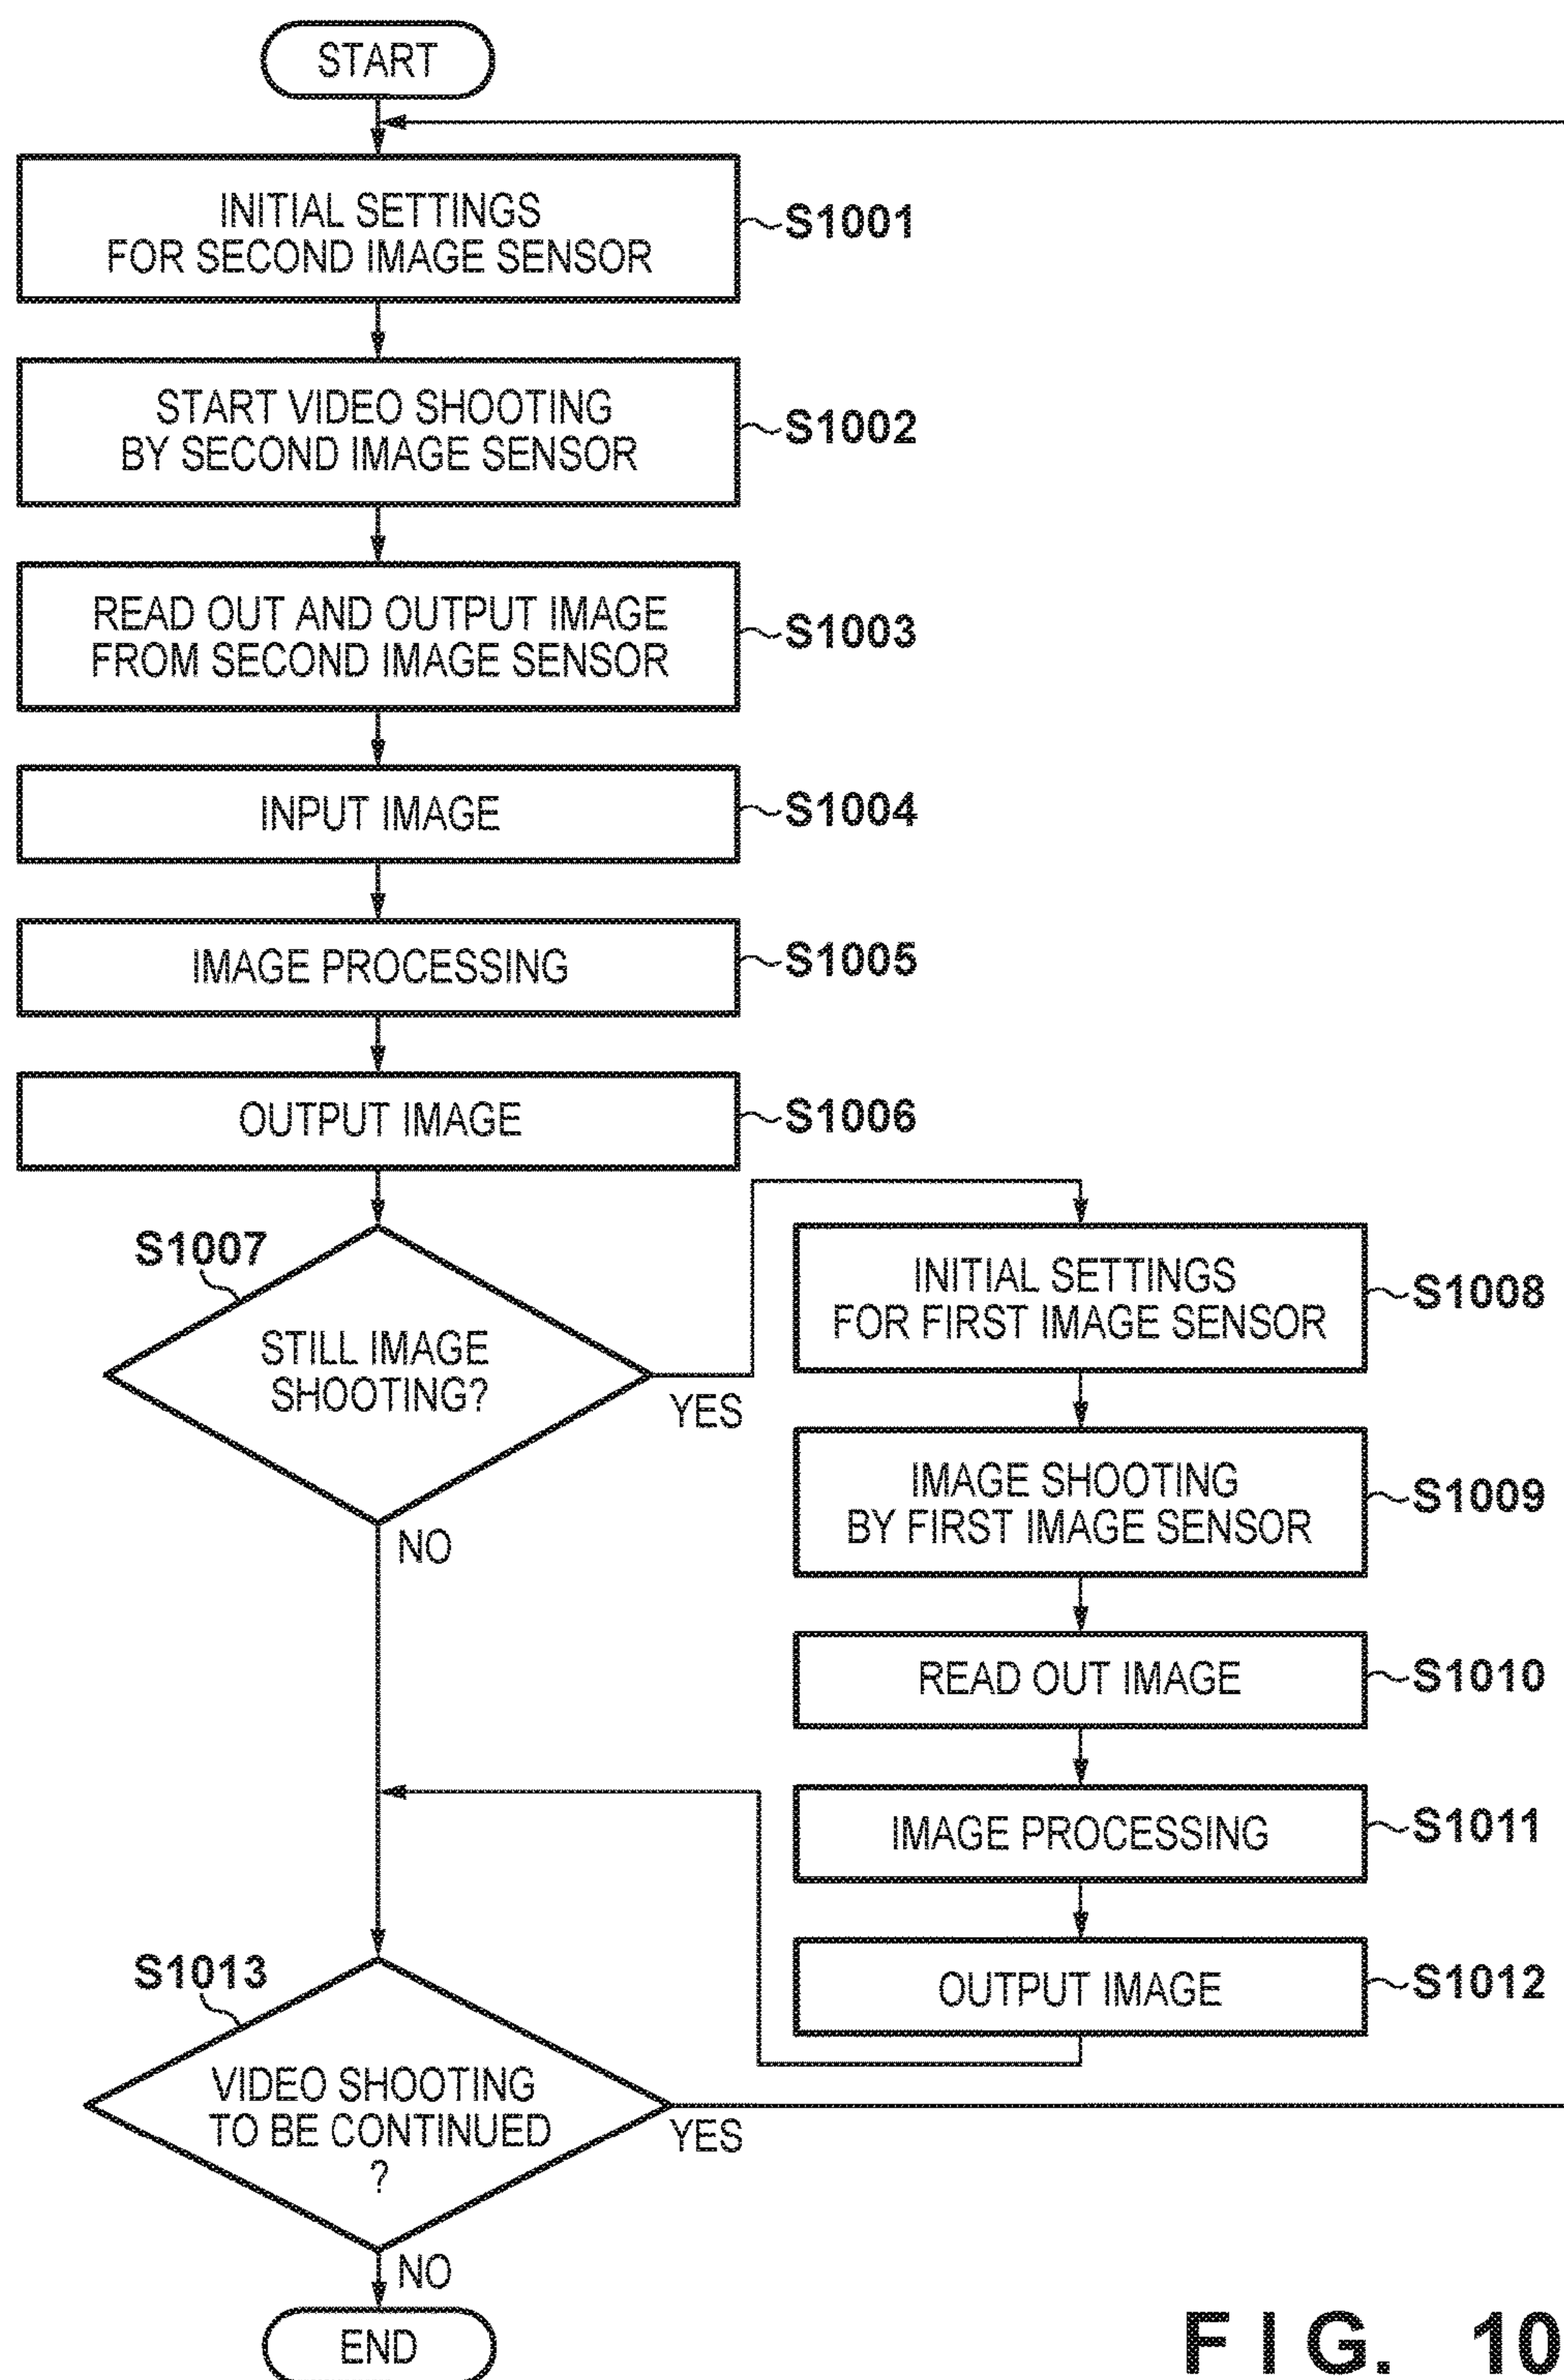 START
INITIAL SETTINGS
FOR SECOND IMAGE SENSOR
S1001
START VIDEO SHOOTING
BY SECOND IMAGE SENSOR
S1002
READ OUT AND OUTPUT IMAGE
FROM SECOND IMAGE SENSOR
S1003
INPUT IMAGE
S1004
IMAGE PROCESSING
S1005
OUTPUT IMAGE
S1006
S1007
STILL IMAGE
SHOOTING?
YES
NO
INITIAL SETTINGS
FOR FIRST IMAGE SENSOR
S1008
IMAGE SHOOTING
BY FIRST IMAGE SENSOR
S1009
READ OUT IMAGE
S1010
IMAGE PROCESSING
S1011
OUTPUT IMAGE
S1012
S1013
VIDEO SHOOTING
TO BE CONTINUED
?
YES
NO
END
FIG. 10